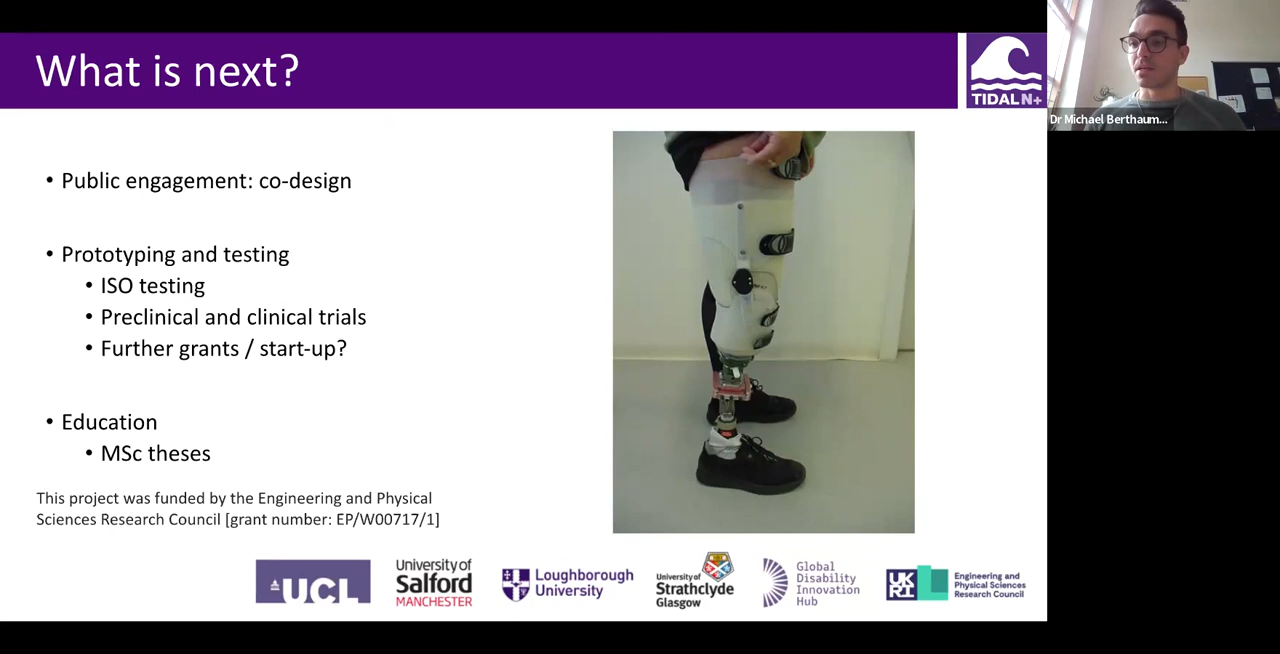 What is next?
TIDAL N+
Dr Michael Berthaum...
• Public engagement: co-design
• Prototyping and testing
• ISO testing
• Preclinical and clinical trials
• Further grants / start-up?
• Education
• MSc theses
This project was funded by the Engineering and Physical
Sciences Research Council [grant number: EP/W00717/1]
UCL
University of
Salford
MANCHESTER
Loughborough
University
University of
Strathclyde
Glasgow
Global
Disability
Innovation
Hub
UK
RI
Engineering and
Physical Sciences
Research Council